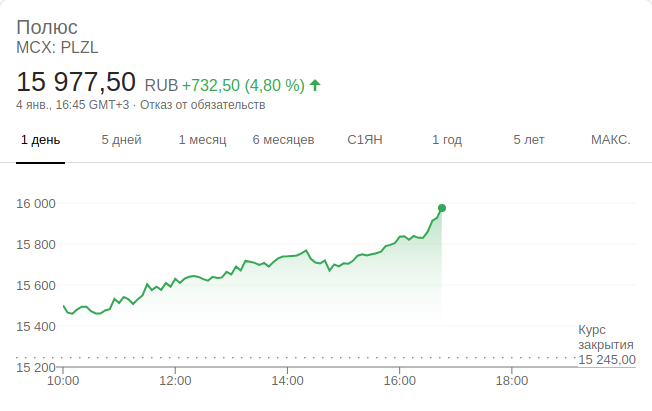 Полюс
MCX: PLZL
15 977,50 RUB +732,50 (4,80 %)
4 янв., 16:45 GMT+3 · Отказ от обязательств
1 день 5 дней 1 месяц 6 месяцев С1ЯН 1 год 5 лет МАКС.
16 000
15 800
15 600
15 400
Курс
закрытия
15 245,00
15 200
10:00 12:00 14:00 16:00 18:00